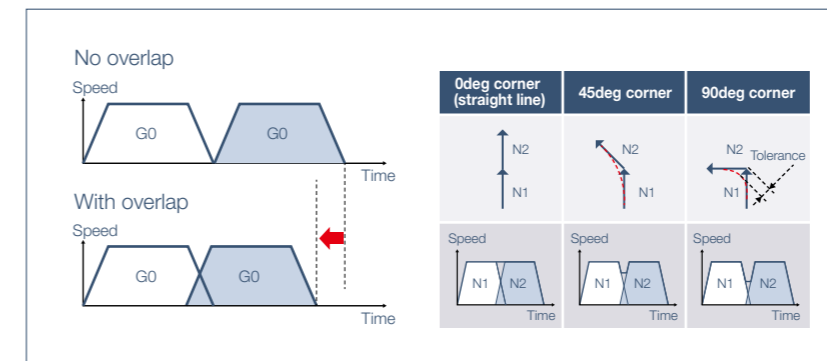 No overlap
Speed
G0
G0
Time
With overlap
Speed
G0
G0
Time
0deg corner
(straight line)
45deg corner
90deg corner
N2
N1
N2
N1
N2
Tolerance
N1
Speed
N1
N2
Time
Speed
N1
N2
Time
Speed
N1
N2
Time